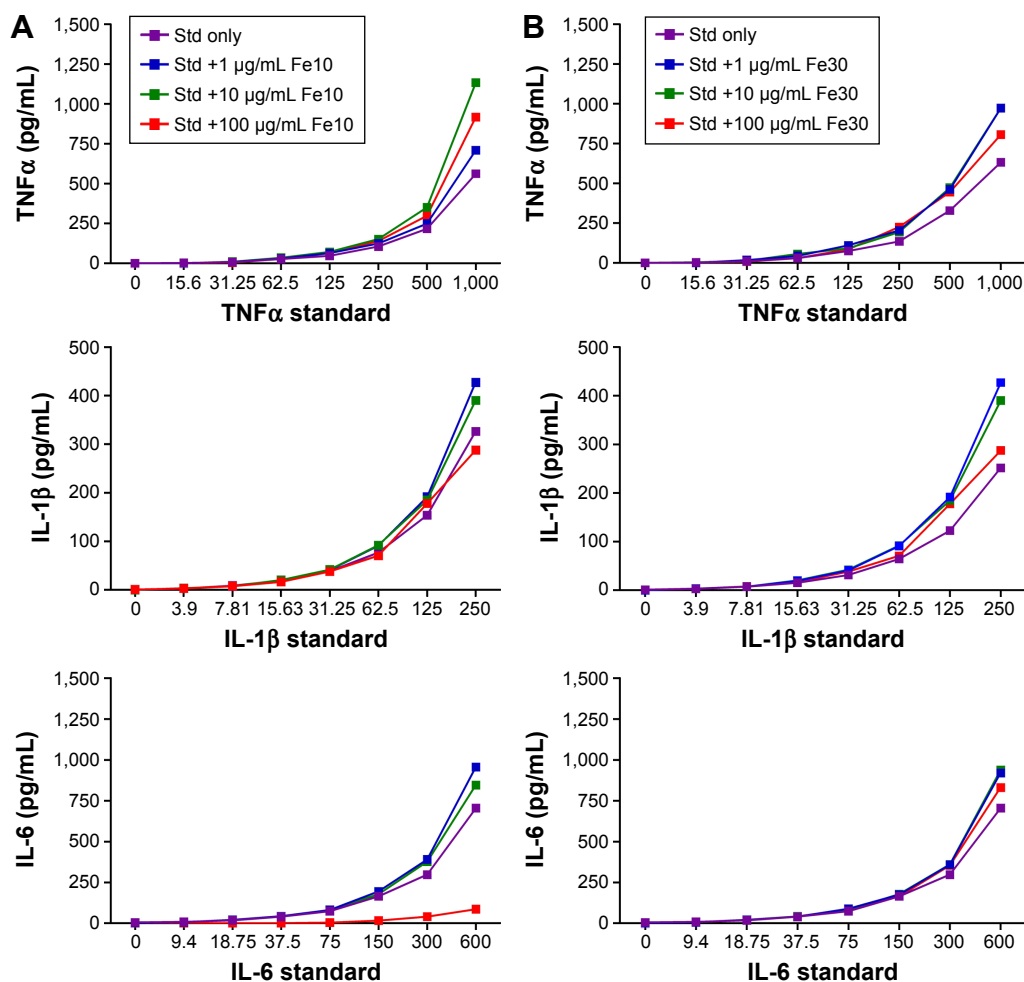 A
Std only
Std +1 µg/mL Fe10
Std +10 µg/mL Fe10
Std +100 µg/mL Fe10
TNFα (pg/mL)
1,500
1,250
1,000
750
500
250
0
0 15.6 31.25 62.5 125 250 500 1,000
TNFα standard
B
Std only
Std +1 µg/mL Fe30
Std +10 µg/mL Fe30
Std +100 µg/mL Fe30
TNFα (pg/mL)
1,500
1,250
1,000
750
500
250
0
0 15.6 31.25 62.5 125 250 500 1,000
TNFα standard
IL-1β (pg/mL)
500
400
300
200
100
0
0 3.9 7.81 15.63 31.25 62.5 125 250
IL-1β standard
IL-1β (pg/mL)
500
400
300
200
100
0
0 3.9 7.81 15.63 31.25 62.5 125 250
IL-1β standard
IL-6 (pg/mL)
1,500
1,250
1,000
750
500
250
0
0 9.4 18.75 37.5 75 150 300 600
IL-6 standard
IL-6 (pg/mL)
1,500
1,250
1,000
750
500
250
0
0 9.4 18.75 37.5 75 150 300 600
IL-6 standard